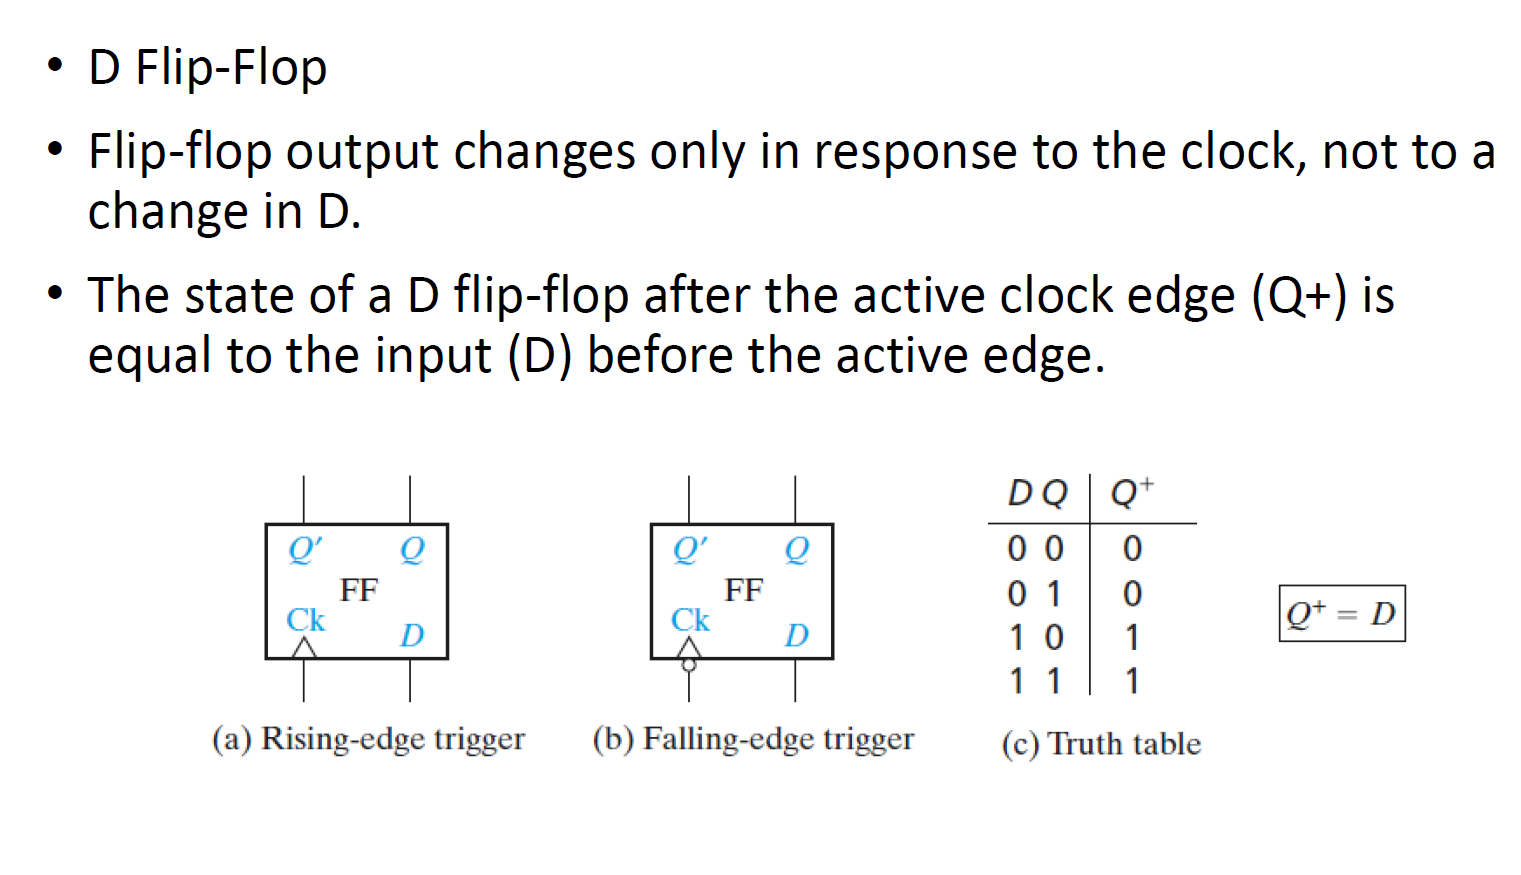 • D Flip-Flop
• Flip-flop output changes only in response to the clock, not to a
change in D.
• The state of a D flip-flop after the active clock edge (Q+) is
equal to the input (D) before the active edge.
Q′ Q
FF
Ck
D
(a) Rising-edge trigger
Q′ Q
FF
Ck
D
(b) Falling-edge trigger
D Q Q⁺
0 0 0
0 1 0
1 0 1
1 1 1
(c) Truth table
Q⁺ = D